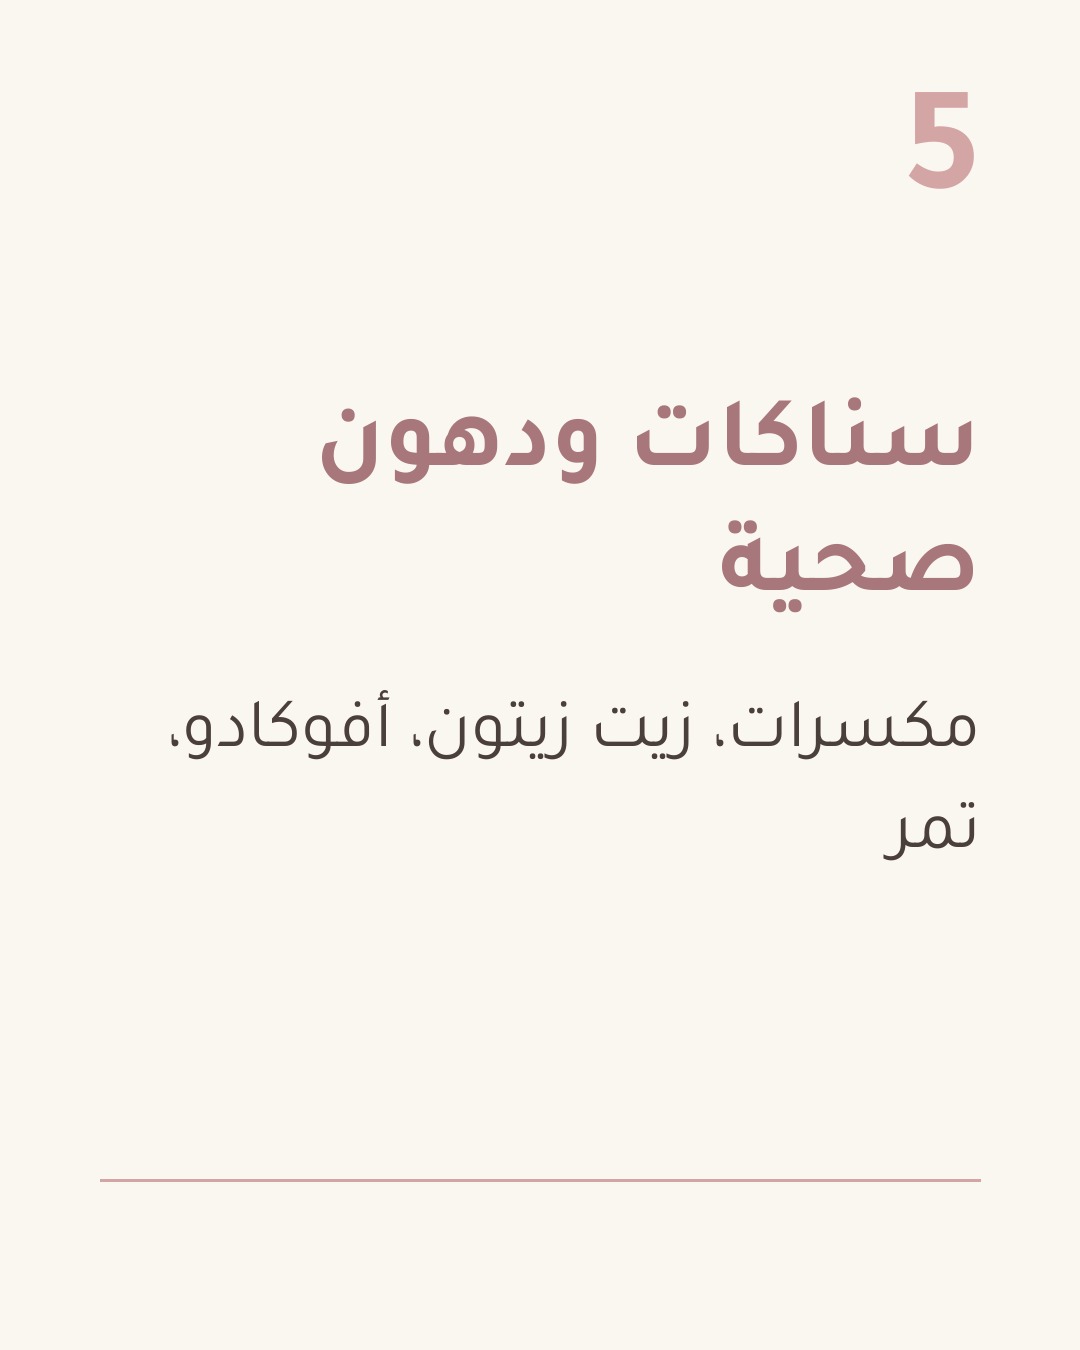 5
سناكات ودهون
صحية
مكسرات، زيت زيتون، أفوكادو،
تمر